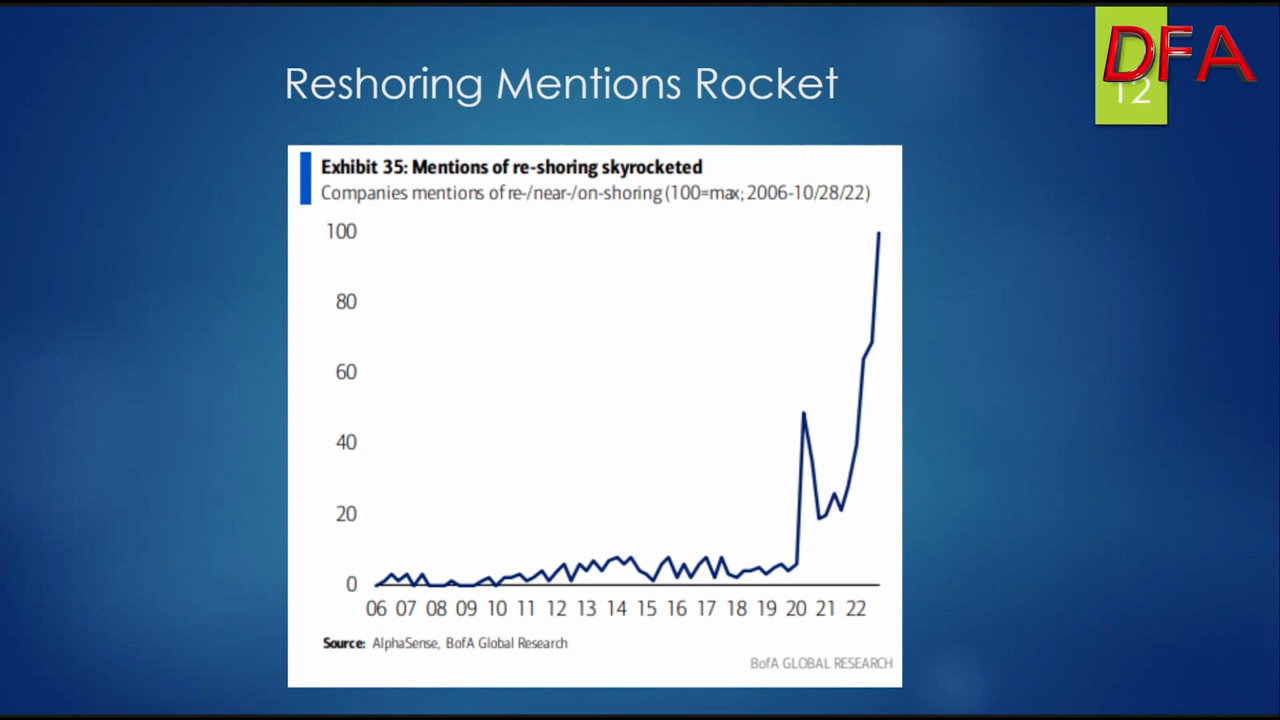 DFA
12
Reshoring Mentions Rocket
Exhibit 35: Mentions of re-shoring skyrocketed
Companies mentions of re-/near-/on-shoring (100=max; 2006-10/28/22)
100
80
60
40
20
0
06 07 08 09 10 11 12 13 14 15 16 17 18 19 20 21 22
Source: AlphaSense, BofA Global Research
BofA GLOBAL RESEARCH